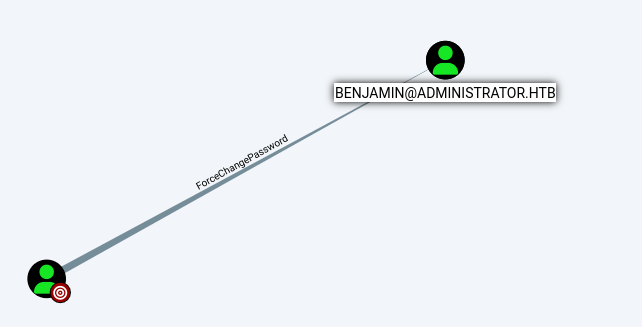 BENJAMIN@ADMINISTRATOR.HTB
ForceChangePassword